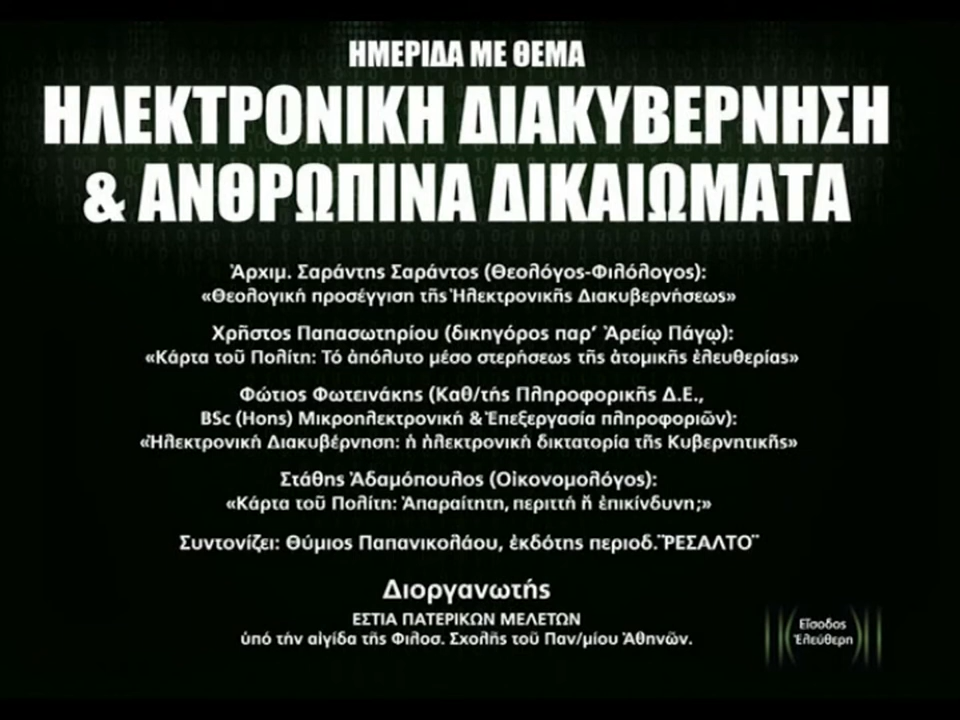 ΗΜΕΡΙΔΑ ΜΕ ΘΕΜΑ
ΗΛΕΚΤΡΟΝΙΚΗ ΔΙΑΚΥΒΕΡΝΗΣΗ
& ΑΝΘΡΩΠΙΝΑ ΔΙΚΑΙΩΜΑΤΑ
Ἀρχιμ. Σαράντης Σαράντος (Θεολόγος-Φιλόλογος):
«Θεολογική προσέγγιση τῆς Ἠλεκτρονικῆς Διακυβερνήσεως»
Χρῆστος Παπασωτηρίου (δικηγόρος παρ’ Ἀρείῳ Πάγῳ):
«Κάρτα τοῦ Πολίτη: Τό ἀπόλυτο μέσο στερήσεως τῆς ἀτομικῆς ἐλευθερίας»
Φώτιος Φωτεινάκης (Καθ/τής Πληροφορικῆς Δ.Ε.,
BSc (Hons) Μικροηλεκτρονική & Ἐπεξεργασία πληροφοριῶν):
«Ἠλεκτρονική Διακυβέρνηση: ἡ ἠλεκτρονική δικτατορία τῆς Κυβερνητικῆς»
Στάθης Ἀδαμόπουλος (Οἰκονομολόγος):
«Κάρτα τοῦ Πολίτη: Ἀπαραίτητη, περιττή ἤ ἐπικίνδυνη;»
Συντονίζει: Θύμιος Παπανικολάου, ἐκδότης περιοδ.¨ΡΕΣΑΛΤΟ¨
Διοργανωτής
ΕΣΤΙΑ ΠΑΤΕΡΙΚΩΝ ΜΕΛΕΤΩΝ
ὑπό τήν αἰγίδα τῆς Φιλοσ. Σχολῆς τοῦ Παν/μίου Ἀθηνῶν.
Εἴσοδος
Ἐλεύθερη